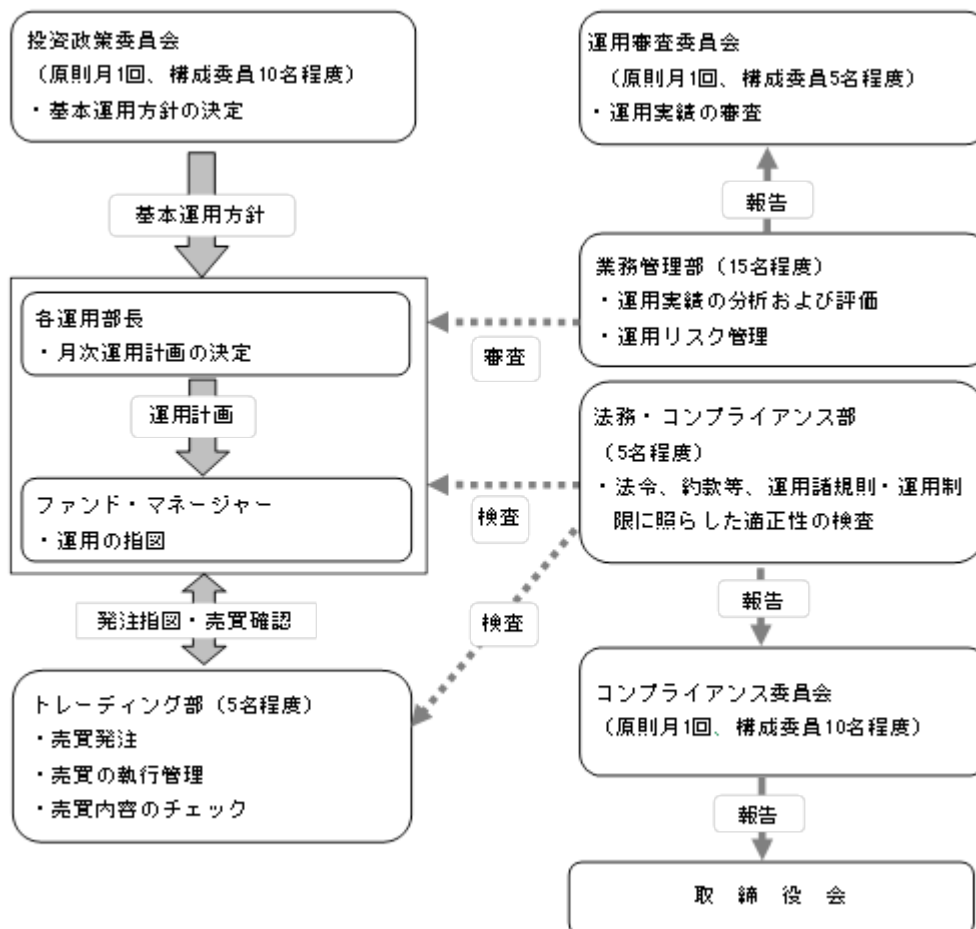 投資政策委員会
（原則月1回、構成委員10名程度）
・基本運用方針の決定
基本運用方針
各運用部長
・月次運用計画の決定
運用計画
ファンド・マネージャー
・運用の指図
発注指図・売買確認
トレーディング部（5名程度）
・売買発注
・売買の執行管理
・売買内容のチェック
運用審査委員会
（原則月1回、構成委員5名程度）
・運用実績の審査
報告
業務管理部（15名程度）
・運用実績の分析および評価
・運用リスク管理
審査
法務・コンプライアンス部
（5名程度）
・法令、約款等、運用諸規則・運用制
限に照らした適正性の検査
検査
検査
報告
コンプライアンス委員会
（原則月1回、構成委員10名程度）
報告
取 締 役 会